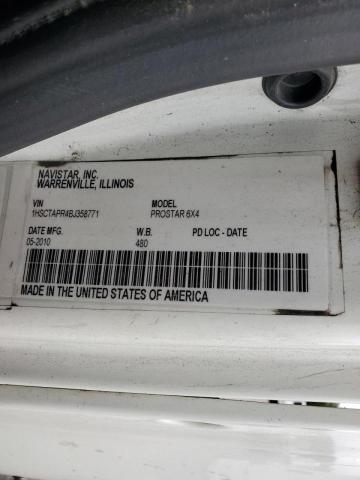 NAVISTAR, INC.
WARRENVILLE, ILLINOIS
VIN MODEL
1HSCTAPR4BJ358771 PROSTAR 6X4
DATE MFG. W.B. PD LOC - DATE
05-2010 480
MADE IN THE UNITED STATES OF AMERICA